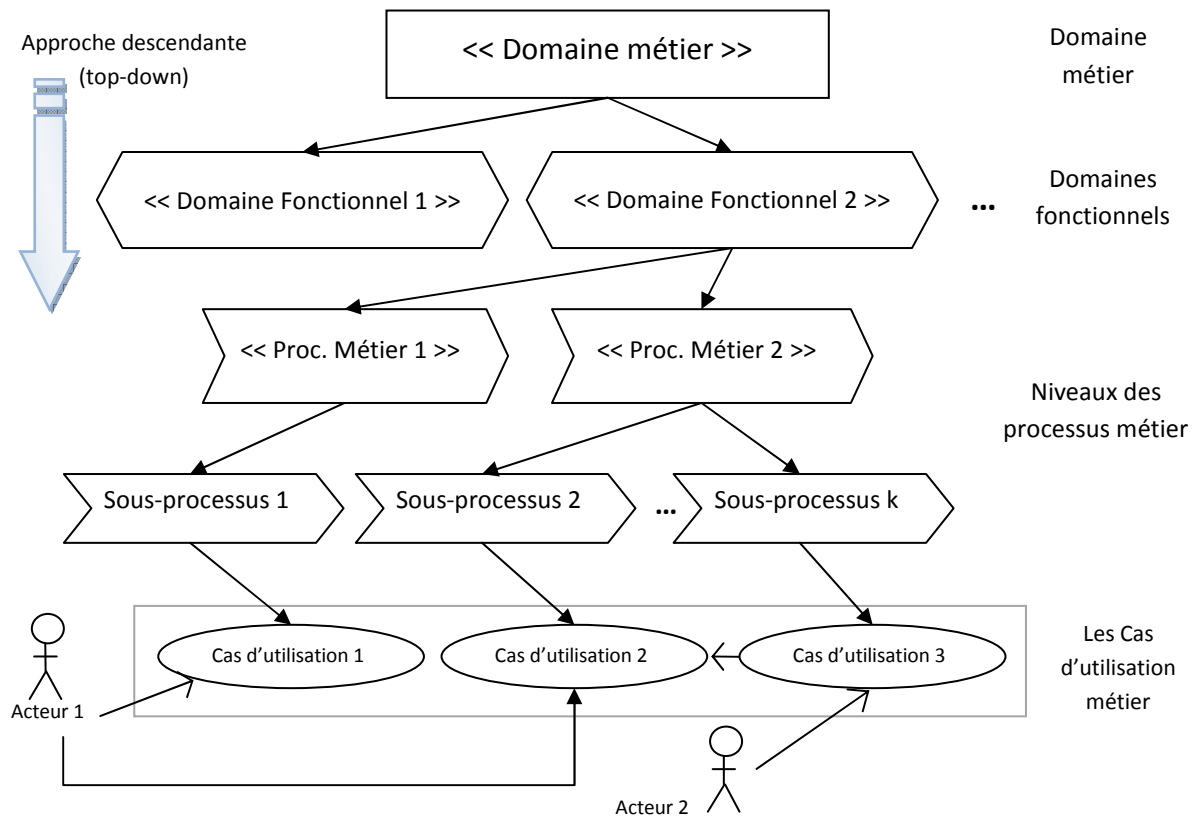 Approche descendante
(top-down)
<< Domaine métier >>
Domaine
métier
<< Domaine Fonctionnel 1 >>
<< Domaine Fonctionnel 2 >>
...
Domaines
fonctionnels
<< Proc. Métier 1 >>
<< Proc. Métier 2 >>
Niveaux des
processus métier
Sous-processus 1
Sous-processus 2
...
Sous-processus k
Cas d’utilisation 1
Cas d’utilisation 2
Cas d’utilisation 3
Les Cas
d’utilisation
métier
Acteur 1
Acteur 2